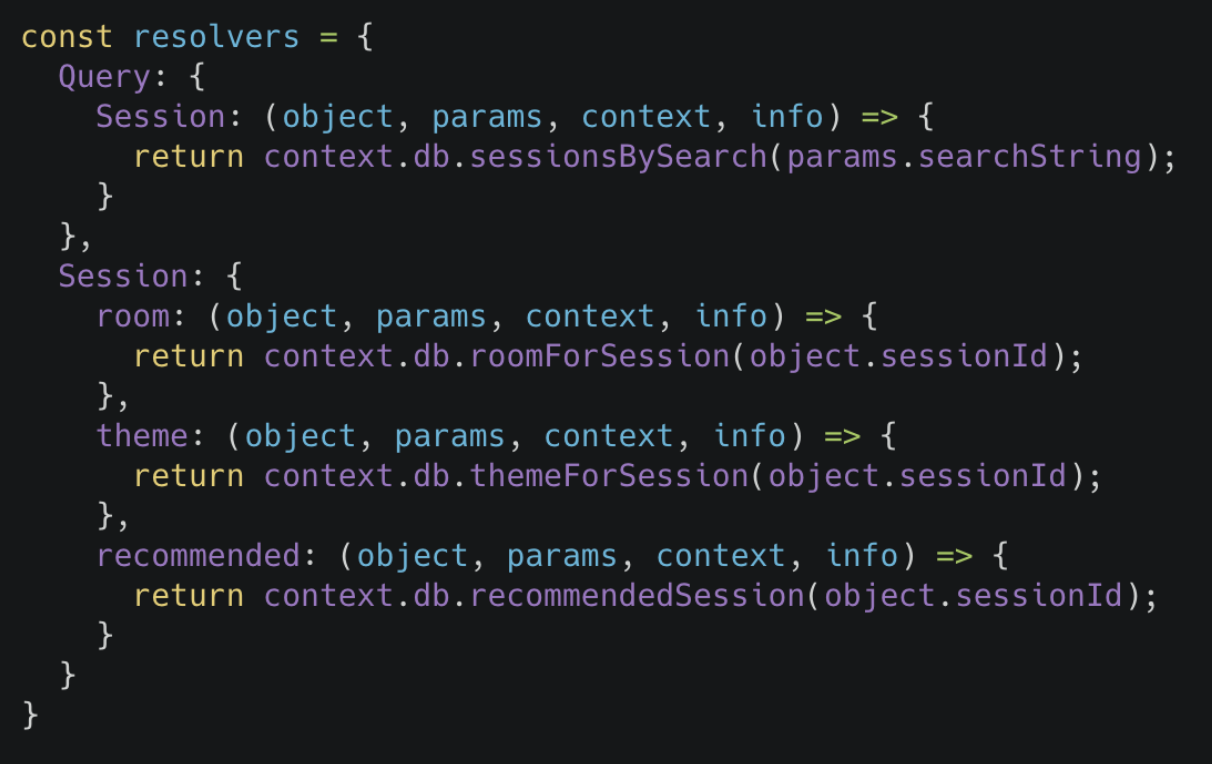 const resolvers = {
  Query: {
    Session: (object, params, context, info) => {
      return context.db.sessionsBySearch(params.searchString);
    }
  },
  Session: {
    room: (object, params, context, info) => {
      return context.db.roomForSession(object.sessionId);
    },
    theme: (object, params, context, info) => {
      return context.db.themeForSession(object.sessionId);
    },
    recommended: (object, params, context, info) => {
      return context.db.recommendedSession(object.sessionId);
    }
  }
}